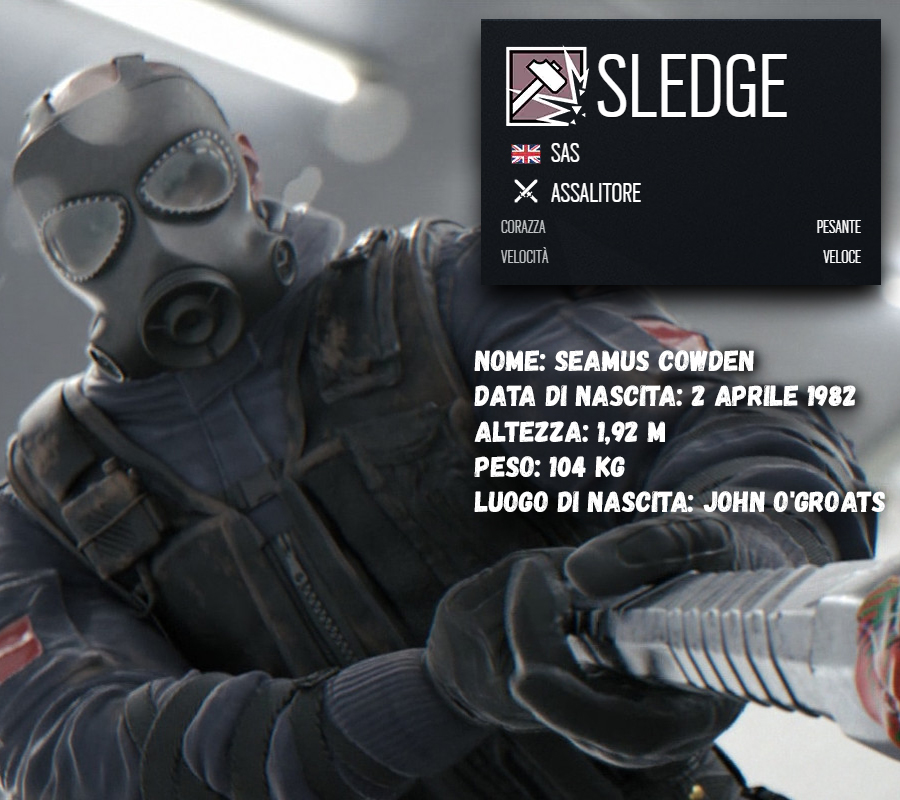 SLEDGE
SAS
ASSALITORE
CORAZZA PESANTE
VELOCITÀ VELOCE
NOME: SEAMUS COWDEN
DATA DI NASCITA: 2 APRILE 1982
ALTEZZA: 1,92 M
PESO: 104 KG
LUOGO DI NASCITA: JOHN O'GROATS